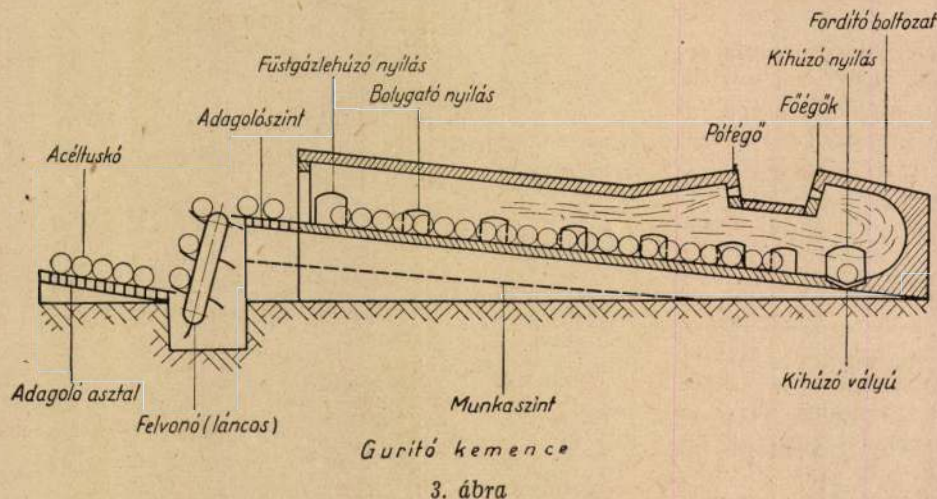 Fordító boltozat
Kihúzó nyílás
Füstgázlehúzó nyílás
Főégők
Bolygató nyílás
Pótégő
Adagolószint
Acéltuskó
Adagoló asztal
Felvonó (láncos)
Munkaszint
Kihúzó vályú
Gurító kemence
3. ábra